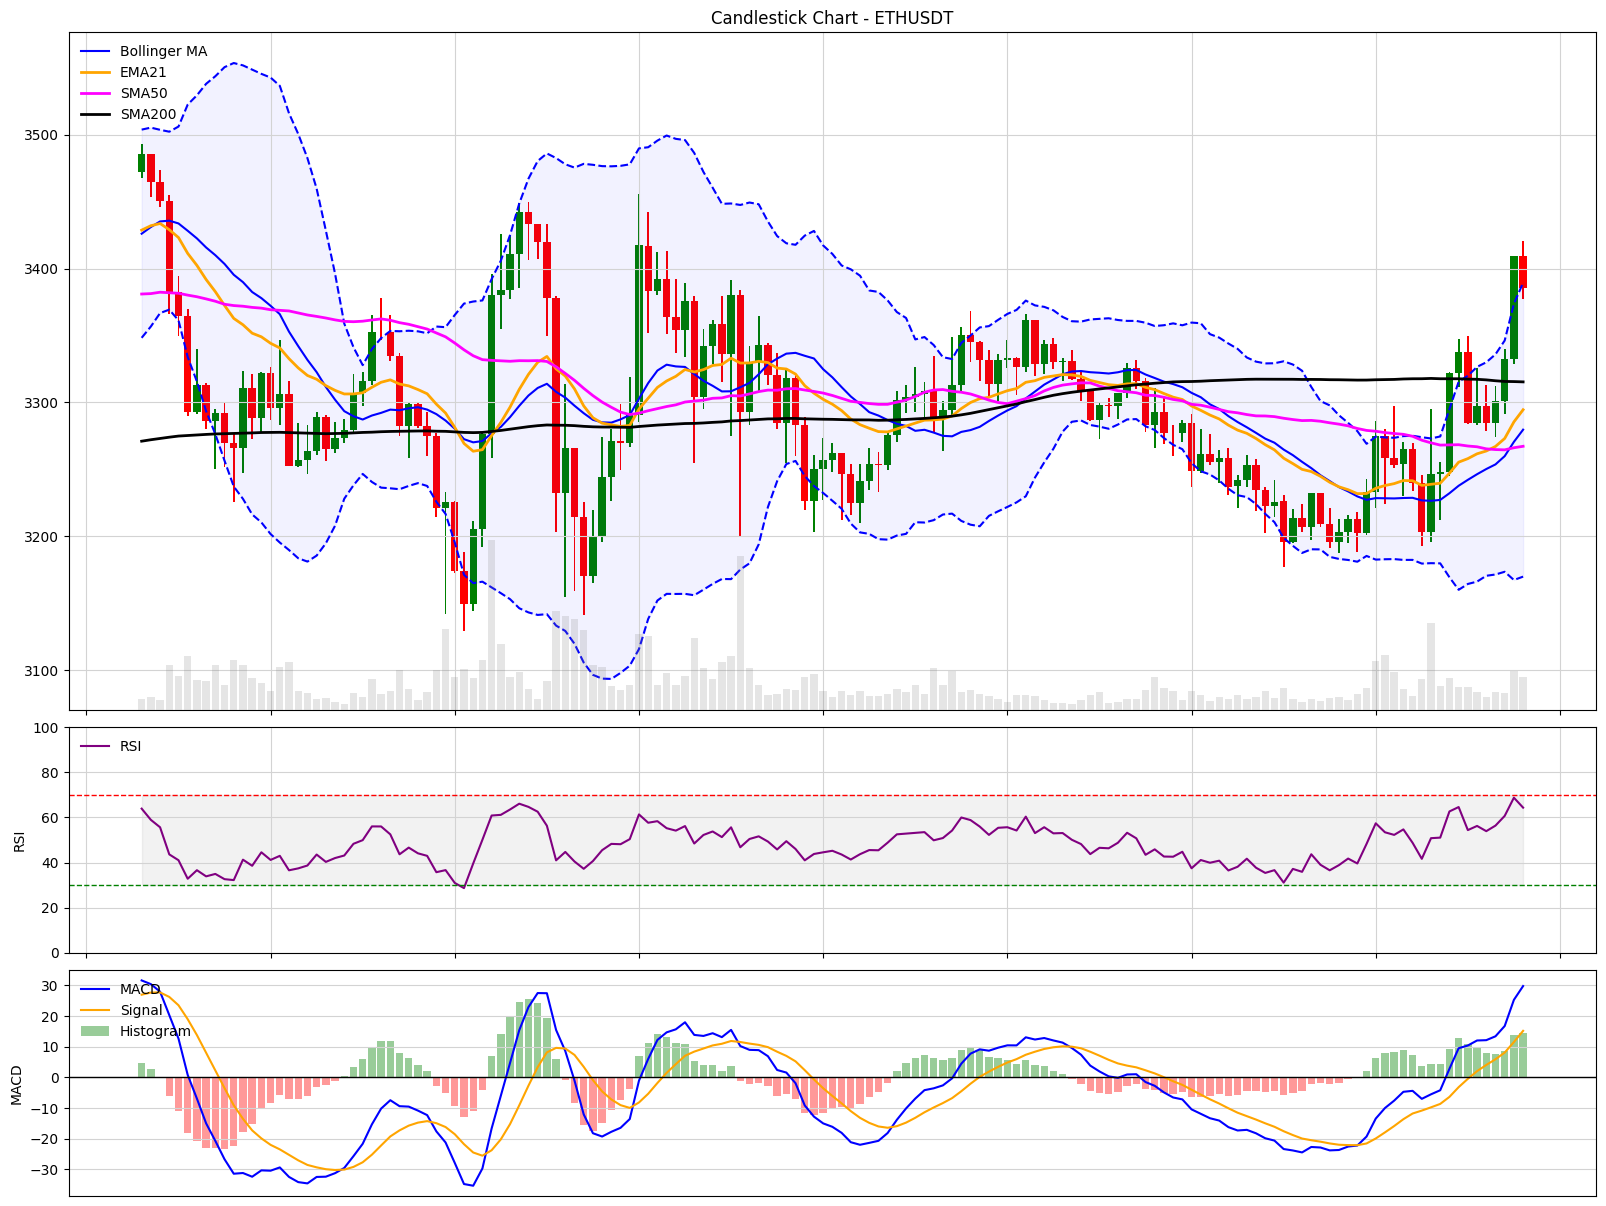 Candlestick Chart - ETHUSDT
Bollinger MA
EMA21
SMA50
SMA200
3500
3400
3300
3200
3100
RSI
100
80
60
40
20
0
RSI
MACD
Signal
Histogram
30
20
10
0
−10
−20
−30
MACD